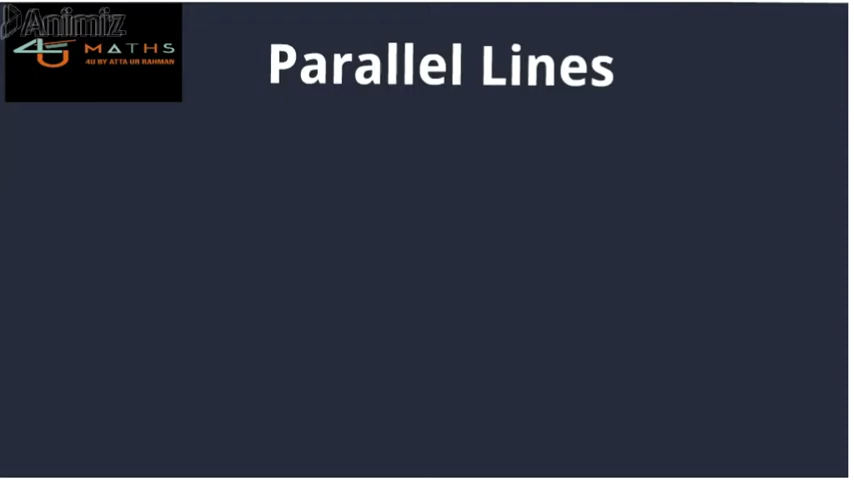 Animiz
4U MATHS
4U BY ATTA UR RAHMAN
Parallel Lines